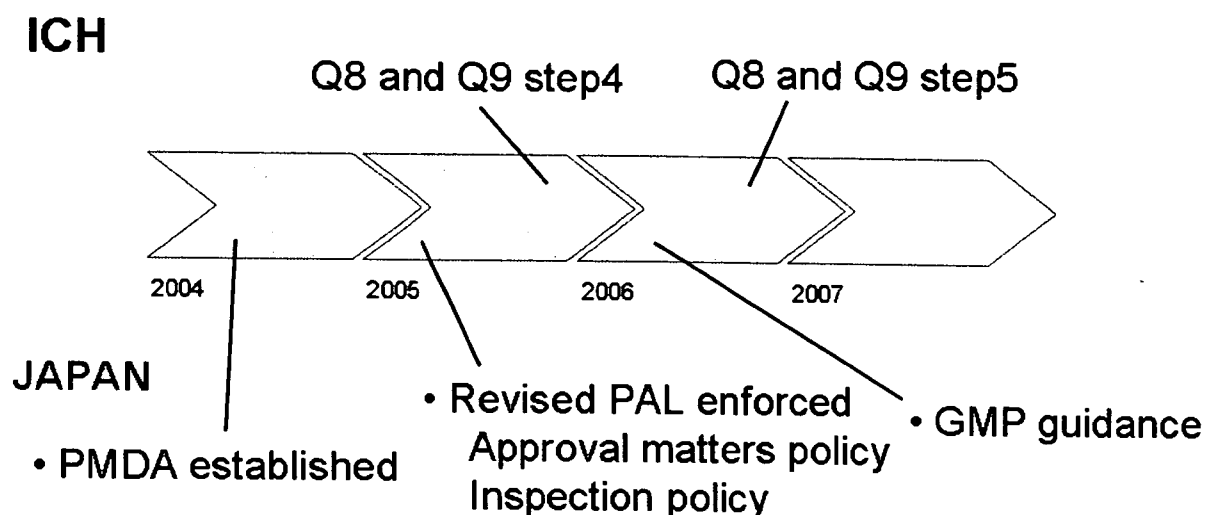 ICH
Q8 and Q9 step4
Q8 and Q9 step5
2004
2005
2006
2007
JAPAN
• PMDA established
• Revised PAL enforced
Approval matters policy
Inspection policy
• GMP guidance